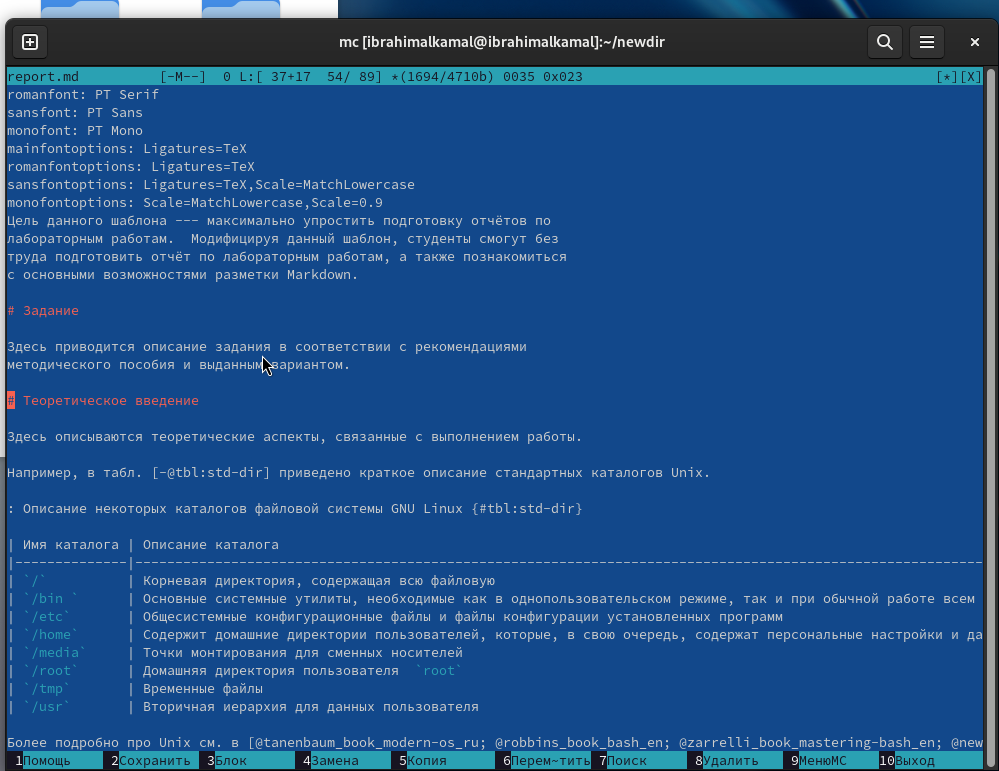 mc [ibrahimalkamal@ibrahimalkamal]:~/newdir
report.md          [-M--]  0 L:[ 37+17  54/ 89] *(1694/4710b) 0035 0x023                                            [*][X]
romanfont: PT Serif
sansfont: PT Sans
monofont: PT Mono
mainfontoptions: Ligatures=TeX
romanfontoptions: Ligatures=TeX
sansfontoptions: Ligatures=TeX,Scale=MatchLowercase
monofontoptions: Scale=MatchLowercase,Scale=0.9
Цель данного шаблона --- максимально упростить подготовку отчётов по
лабораторным работам.  Модифицируя данный шаблон, студенты смогут без
труда подготовить отчёт по лабораторным работам, а также познакомиться
с основными возможностями разметки Markdown.
# Задание
Здесь приводится описание задания в соответствии с рекомендациями
методического пособия и выданным вариантом.
# Теоретическое введение
Здесь описываются теоретические аспекты, связанные с выполнением работы.
Например, в табл. [-@tbl:std-dir] приведено краткое описание стандартных каталогов Unix.
: Описание некоторых каталогов файловой системы GNU Linux {#tbl:std-dir}
| Имя каталога | Описание каталога
|--------------|----------------------------------------------------------------------------------------------------------
| `/`          | Корневая директория, содержащая всю файловую
| `/bin `      | Основные системные утилиты, необходимые как в однопользовательском режиме, так и при обычной работе всем
| `/etc`       | Общесистемные конфигурационные файлы и файлы конфигурации установленных программ
| `/home`      | Содержит домашние директории пользователей, которые, в свою очередь, содержат персональные настройки и да
| `/media`     | Точки монтирования для сменных носителей
| `/root`      | Домашняя директория пользователя  `root`
| `/tmp`       | Временные файлы
| `/usr`       | Вторичная иерархия для данных пользователя
Более подробно про Unix см. в [@tanenbaum_book_modern-os_ru; @robbins_book_bash_en; @zarrelli_book_mastering-bash_en; @new
1Помощь 2Сохранить 3Блок 4Замена 5Копия 6Перем~тить 7Поиск 8Удалить 9МенюMC 10Выход